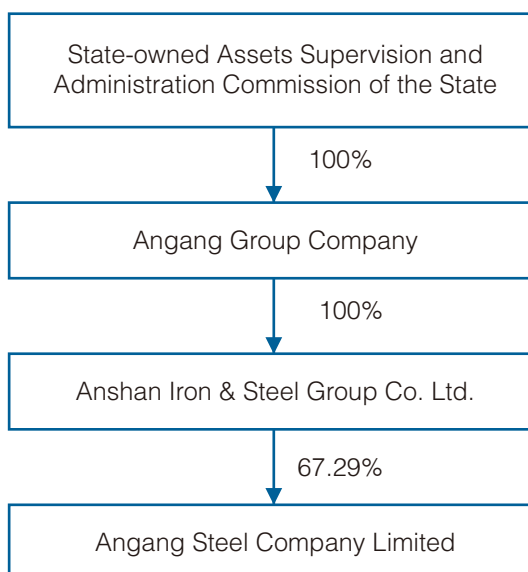 State-owned Assets Supervision and
Administration Commission of the State
100%
Angang Group Company
100%
Anshan Iron & Steel Group Co. Ltd.
67.29%
Angang Steel Company Limited